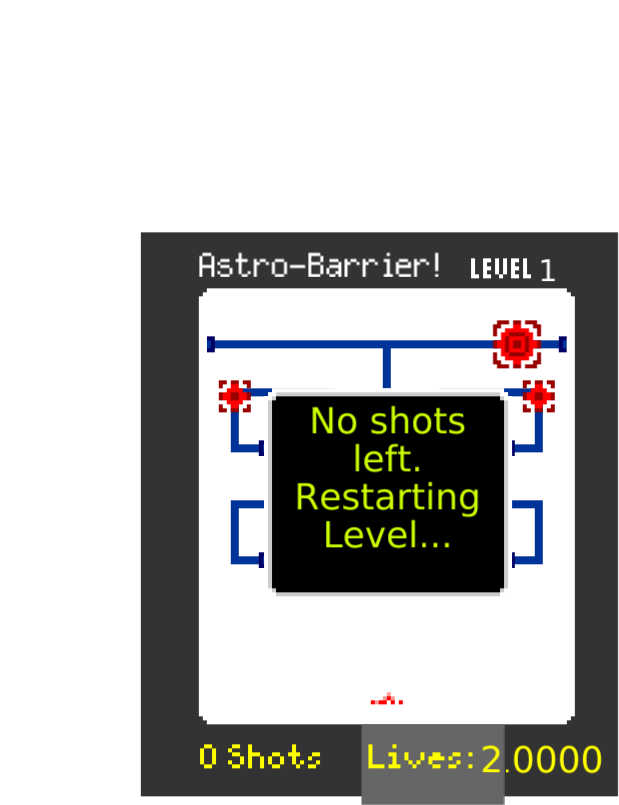 Astro-Barrier! LEVEL 1
No shots
left.
Restarting
Level...
0 Shots Lives: 2.0000